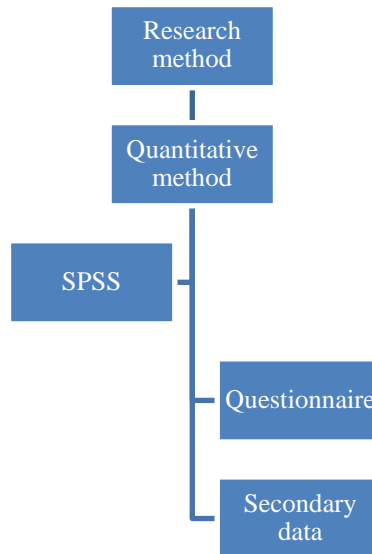 Research
method
Quantitative
method
SPSS
Questionnaire
Secondary
data